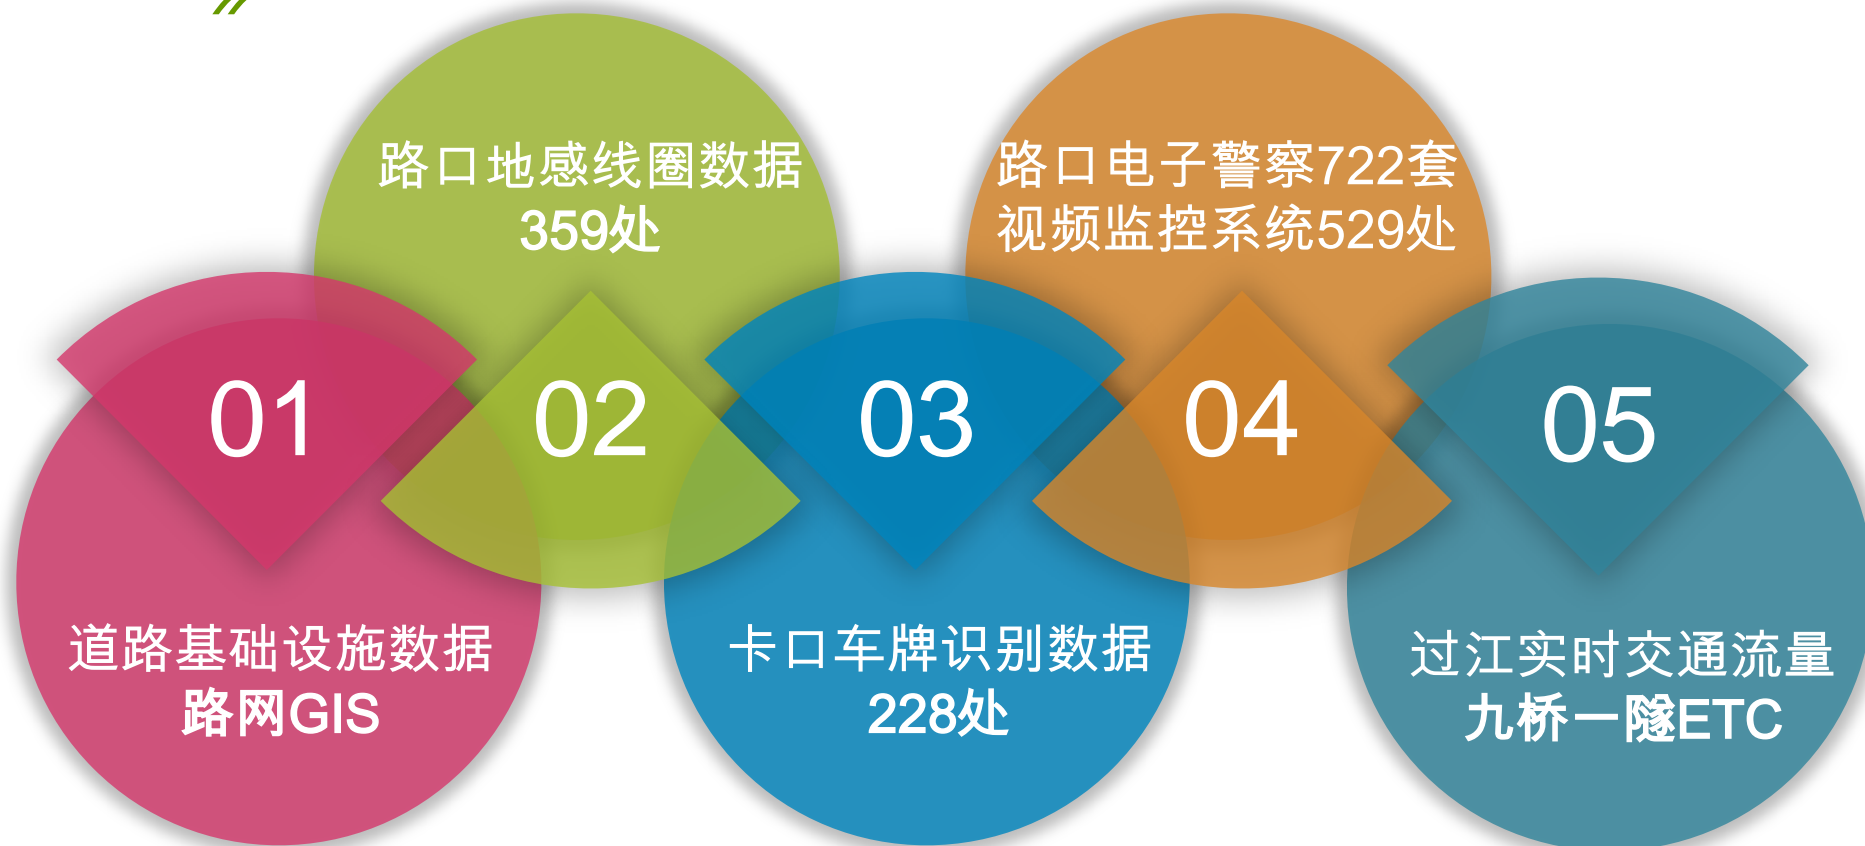 01
道路基础设施数据
路网GIS
路口地感线圈数据
359处
02
03
卡口车牌识别数据
228处
路口电子警察722套
视频监控系统529处
04
05
过江实时交通流量
九桥一隧ETC